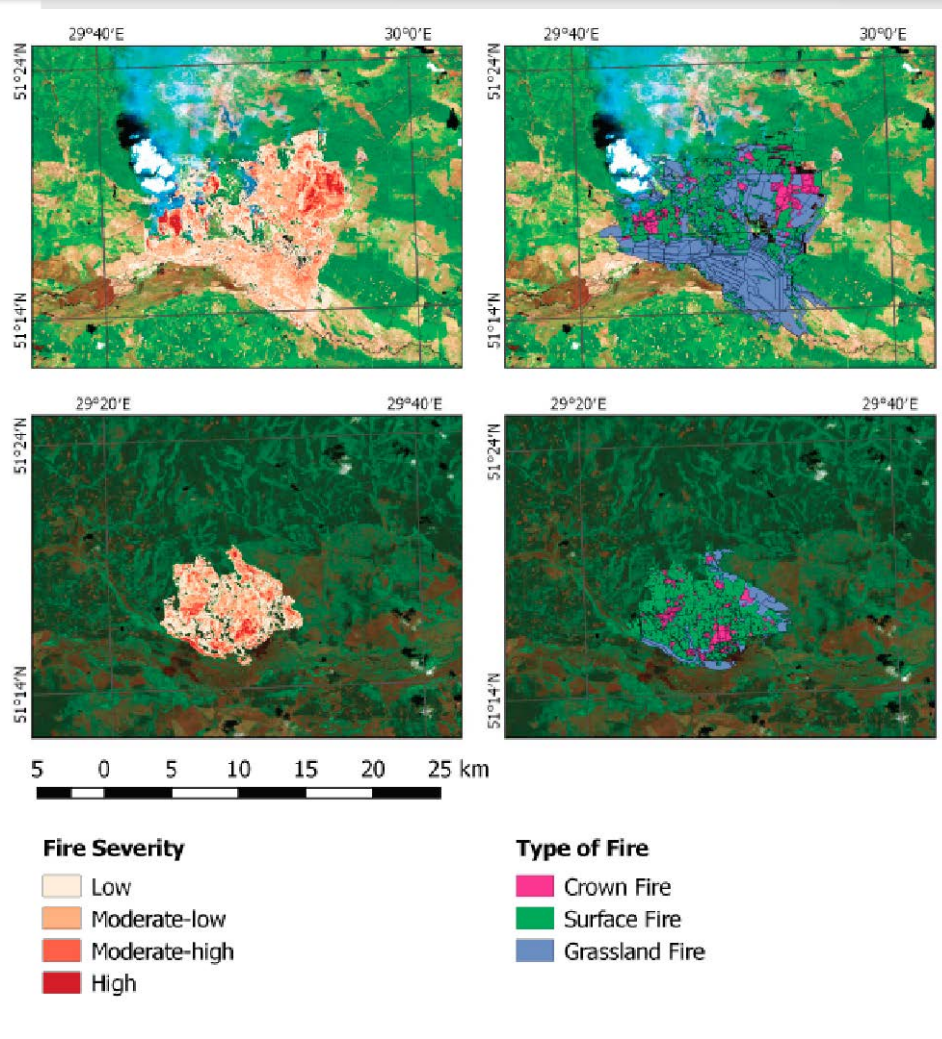 29°40′E 30°0′E 29°40′E 30°0′E
51°24′N 51°24′N
51°14′N 51°14′N
29°20′E 29°40′E 29°20′E 29°40′E
51°24′N 51°24′N
51°14′N 51°14′N
5 0 5 10 15 20 25 km
Fire Severity
Low
Moderate-low
Moderate-high
High
Type of Fire
Crown Fire
Surface Fire
Grassland Fire